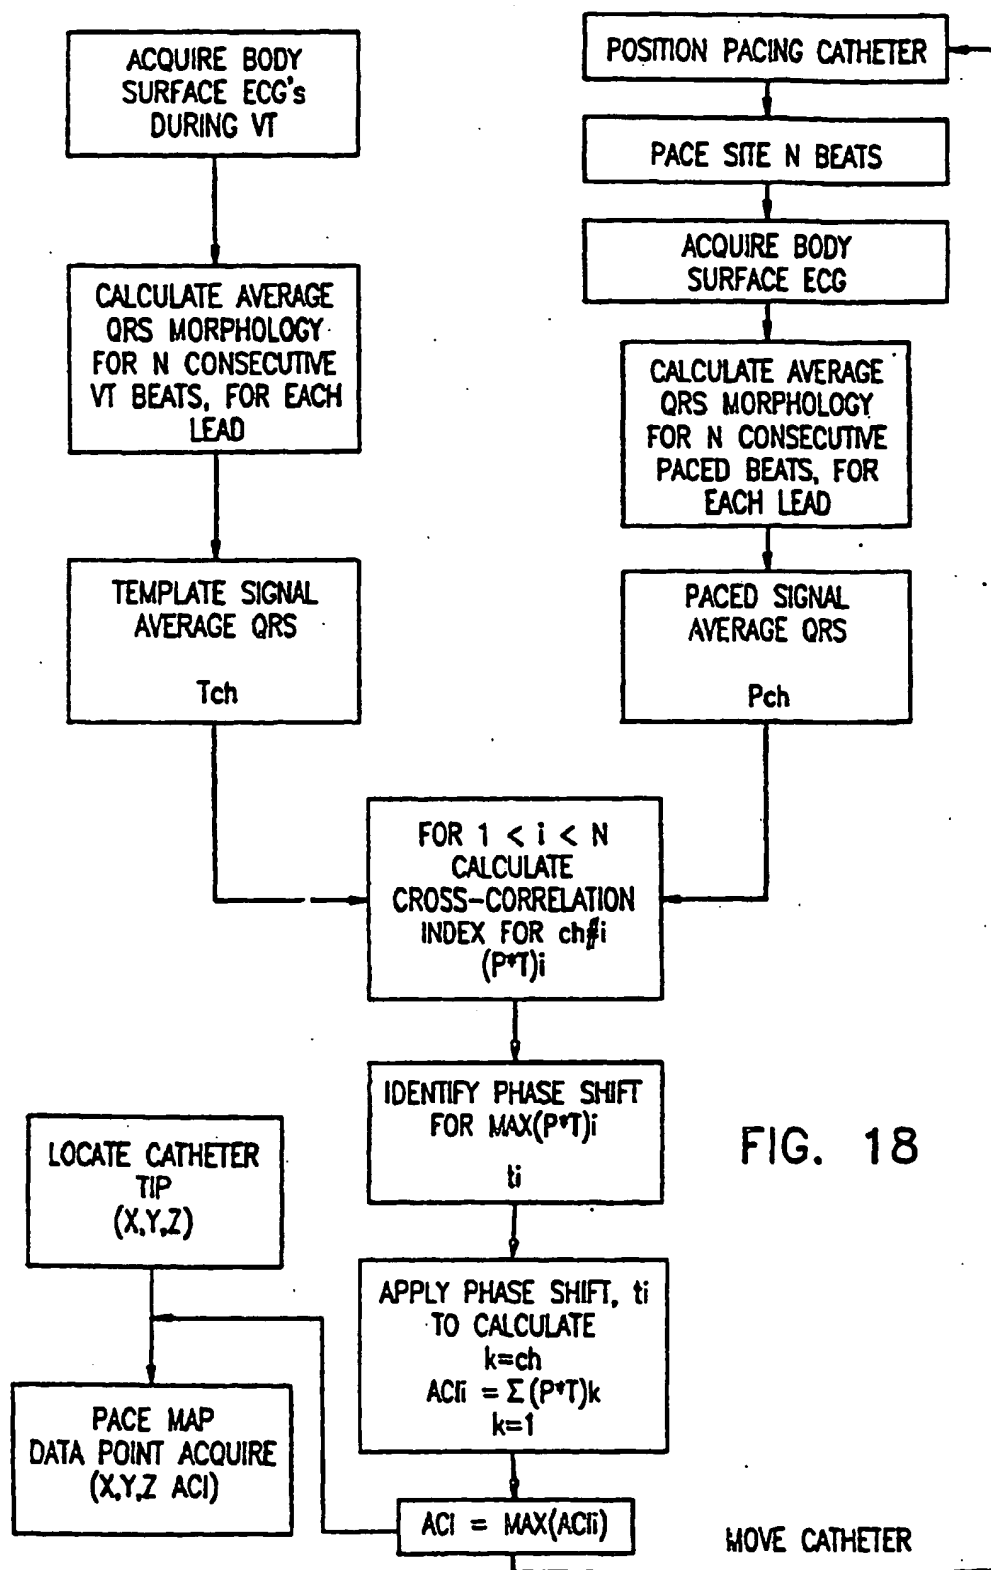 ACQUIRE BODY
SURFACE ECG's
DURING VT
CALCULATE AVERAGE
QRS MORPHOLOGY
FOR N CONSECUTIVE
VT BEATS, FOR EACH
LEAD
TEMPLATE SIGNAL
AVERAGE QRS
Tch
POSITION PACING CATHETER
PACE SITE N BEATS
ACQUIRE BODY
SURFACE ECG
CALCULATE AVERAGE
QRS MORPHOLOGY
FOR N CONSECUTIVE
PACED BEATS, FOR
EACH LEAD
PACED SIGNAL
AVERAGE QRS
Pch
FOR 1 < i < N
CALCULATE
CROSS-CORRELATION
INDEX FOR ch#i
(P*T)i
IDENTIFY PHASE SHIFT
FOR MAX(P*T)i
ti
APPLY PHASE SHIFT, ti
TO CALCULATE
k=ch
ACIi = Σ(P*T)k
k=1
ACI = MAX(ACIi)
LOCATE CATHETER
TIP
(X,Y,Z)
PACE MAP
DATA POINT ACQUIRE
(X,Y,Z ACI)
FIG. 18
MOVE CATHETER